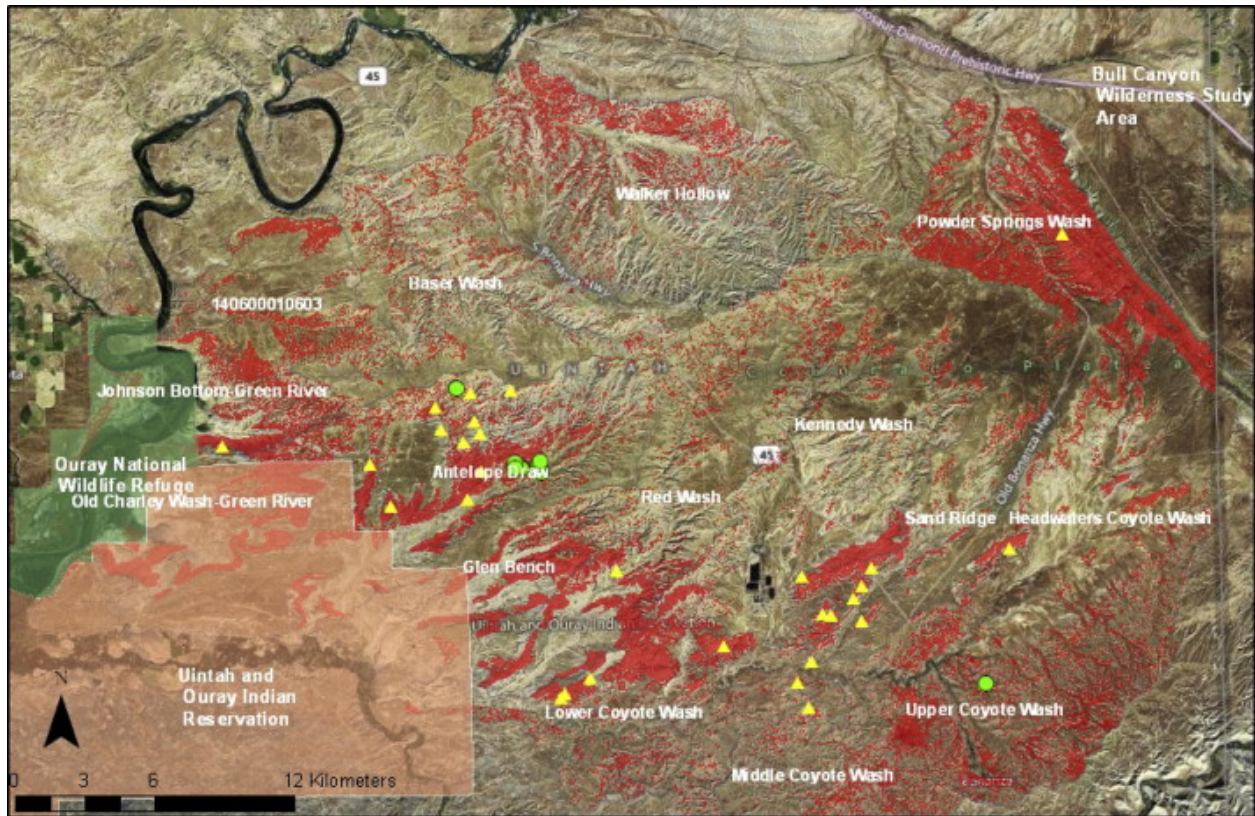 Dinosaur Diamond Prehistoric Hwy
45
Bull Canyon
Wilderness Study
Area
Walker Hollow
Powder Springs Wash
Baser Wash
140600010603
UINTAH
Johnson Bottom-Green River
Kennedy Wash
45
Old Bonanza Hwy
Ouray National
Wildlife Refuge
Antelope Draw
Old Charley Wash-Green River
Red Wash
Sand Ridge
Headwaters Coyote Wash
Glen Bench
Uintah and Ouray Indian
Uintah and
Ouray Indian
Reservation
N
Lower Coyote Wash
Upper Coyote Wash
Middle Coyote Wash
Bonanza
0 3 6 12 Kilometers